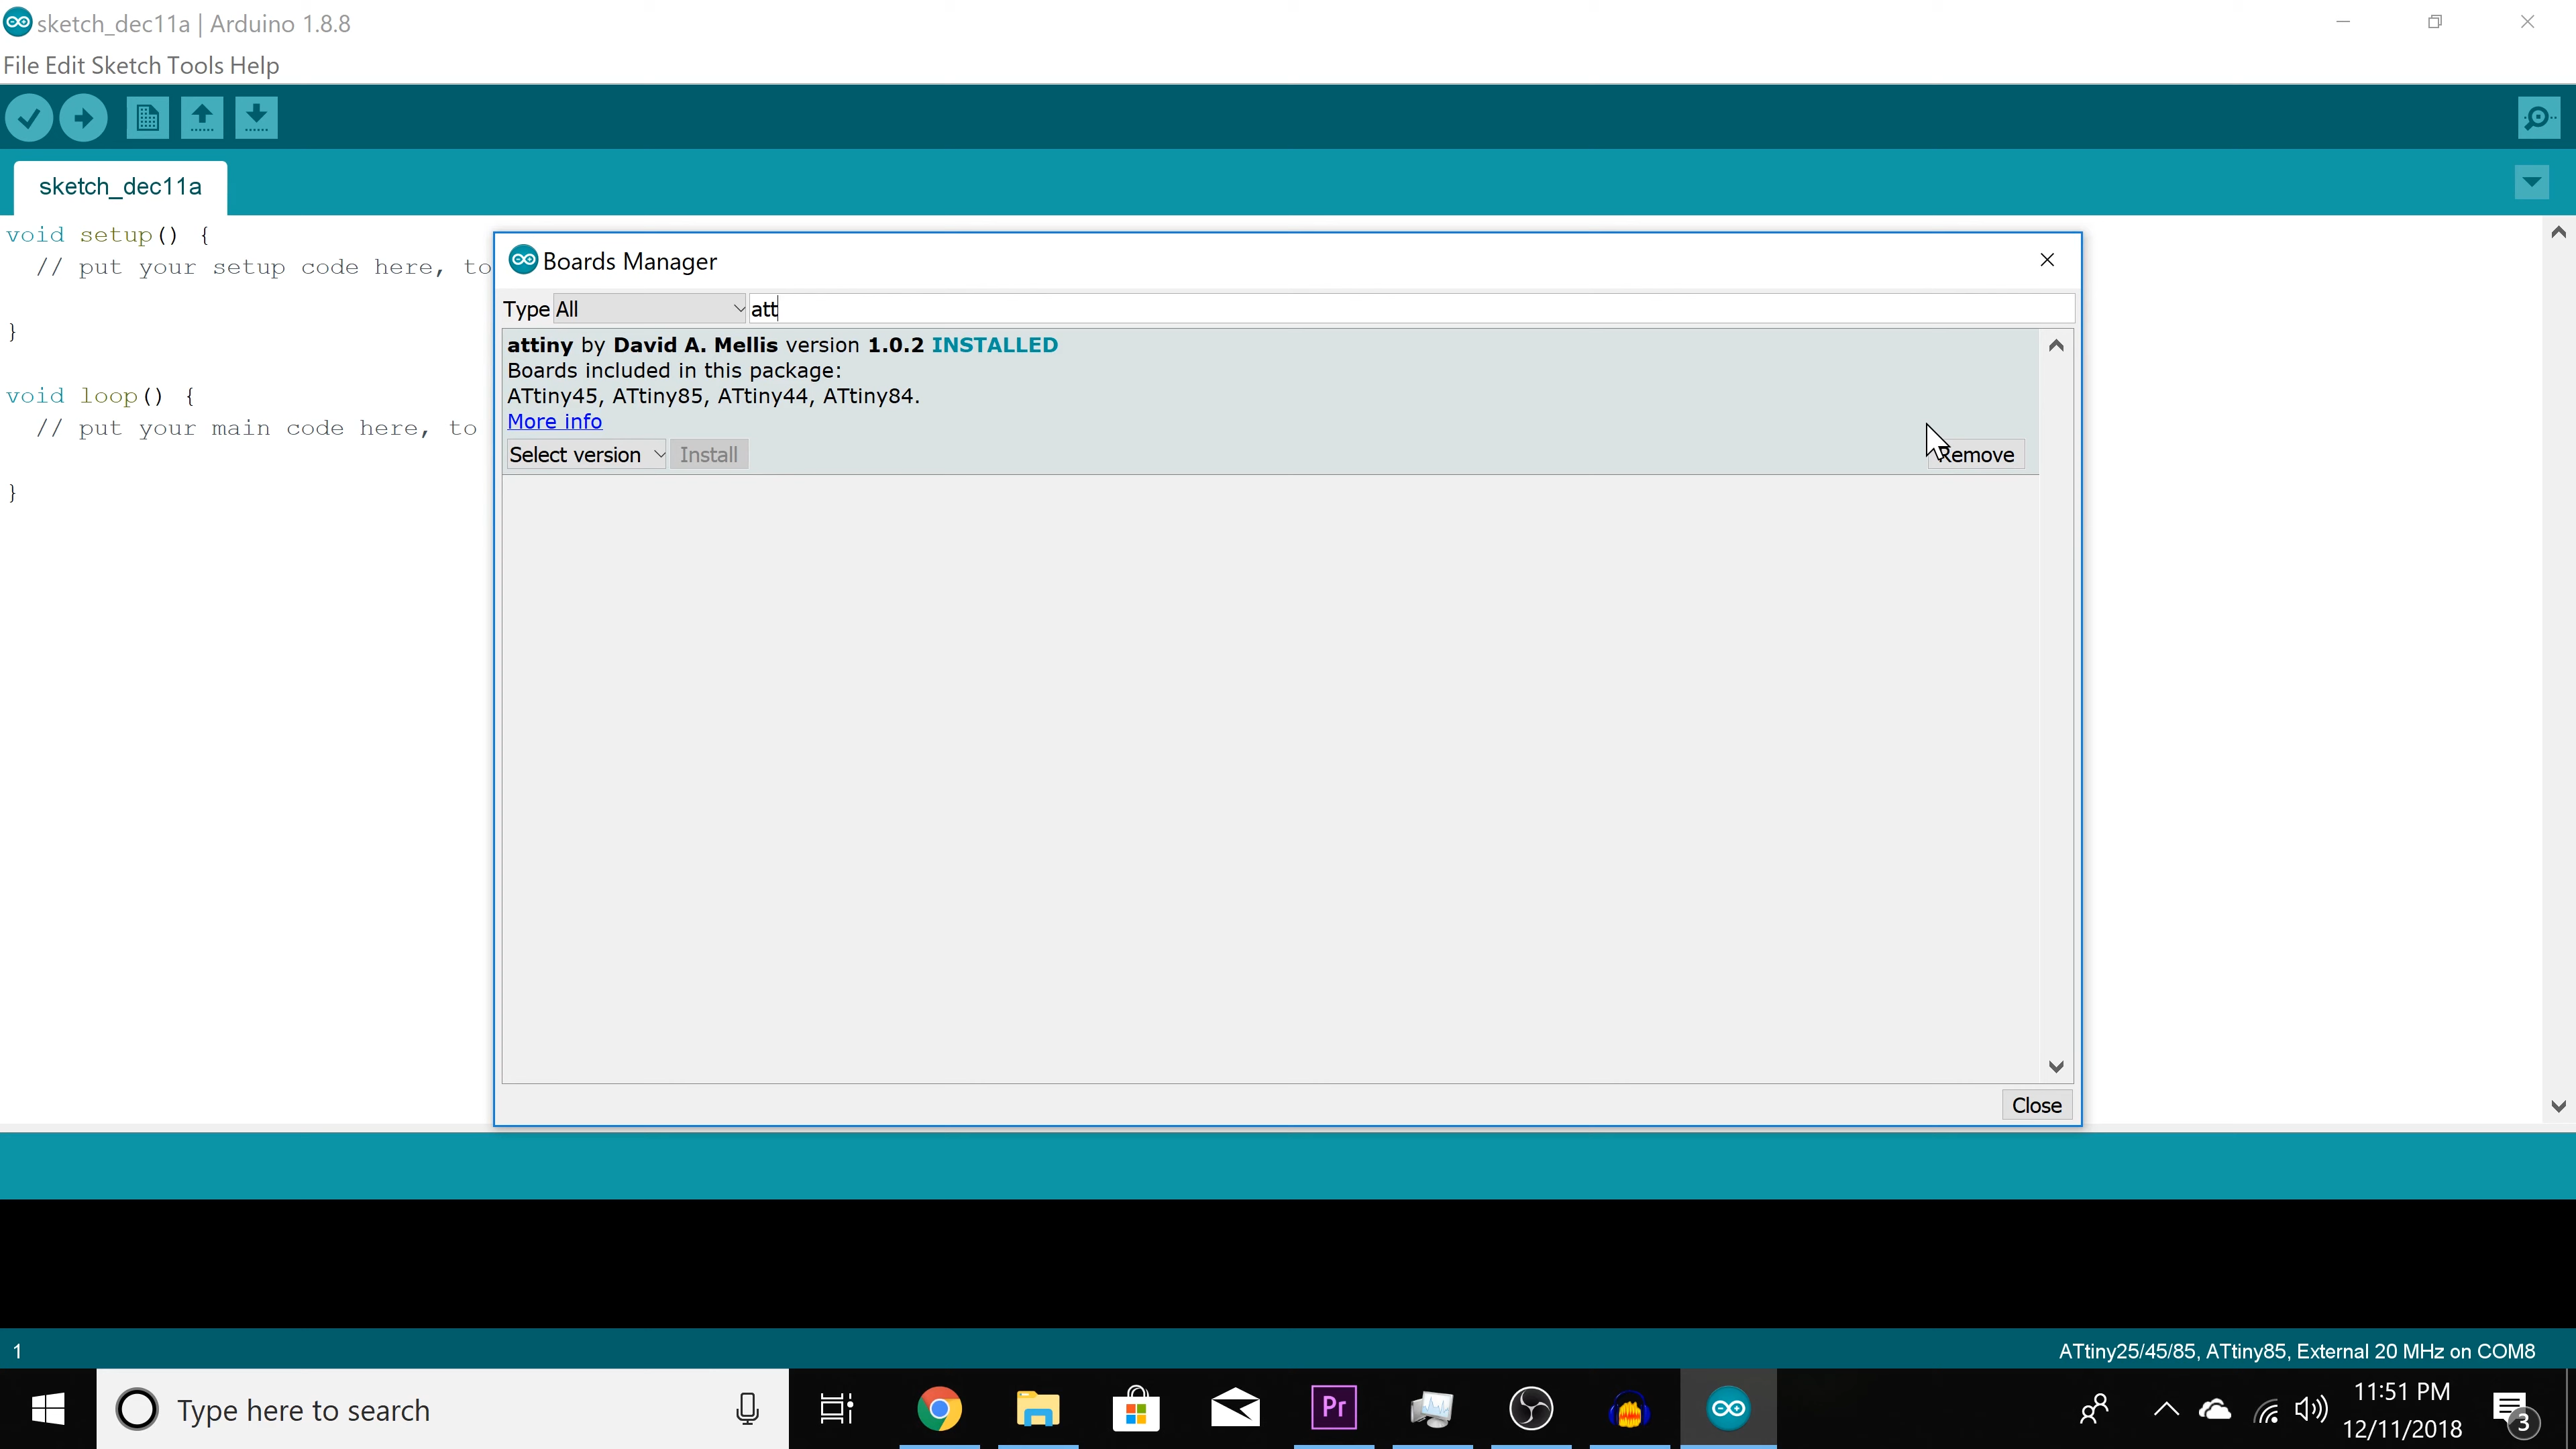 sketch_dec11a | Arduino 1.8.8
File Edit Sketch Tools Help
sketch_dec11a
void setup() {
// put your setup code here, to
}
void loop() {
// put your main code here, to
}
Boards Manager
Type All att
attiny by David A. Mellis version 1.0.2 INSTALLED
Boards included in this package:
ATtiny45, ATtiny85, ATtiny44, ATtiny84.
More info
Select version Install Remove
Close
1 ATtiny25/45/85, ATtiny85, External 20 MHz on COM8
Type here to search
Pr
11:51 PM
12/11/2018
3